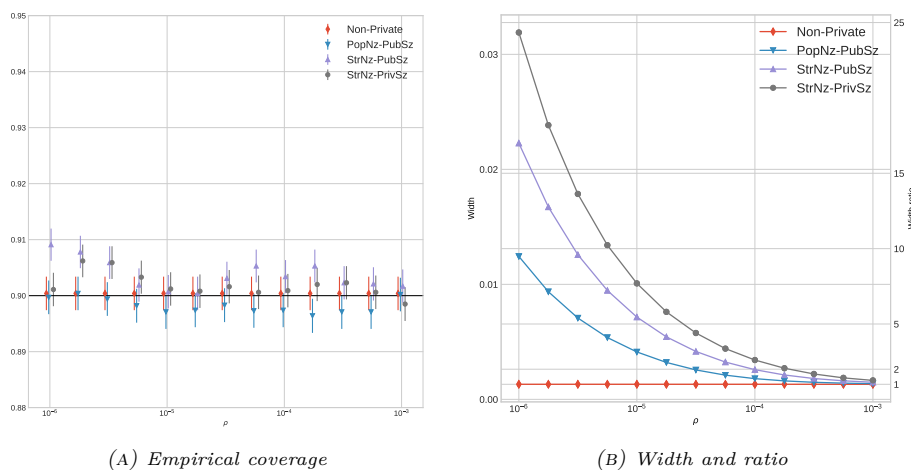 0.95
0.94
0.93
0.92
0.91
0.90
0.89
0.88
10⁻⁶
10⁻⁵
10⁻⁴
10⁻³
ρ
Non-Private
PopNz-PubSz
StrNz-PubSz
StrNz-PrivSz
(A) Empirical coverage
Width
0.03
0.02
0.01
0.00
10⁻⁶
10⁻⁵
10⁻⁴
10⁻³
ρ
Non-Private
PopNz-PubSz
StrNz-PubSz
StrNz-PrivSz
25
15
10
5
2
1
Width ratio
(B) Width and ratio